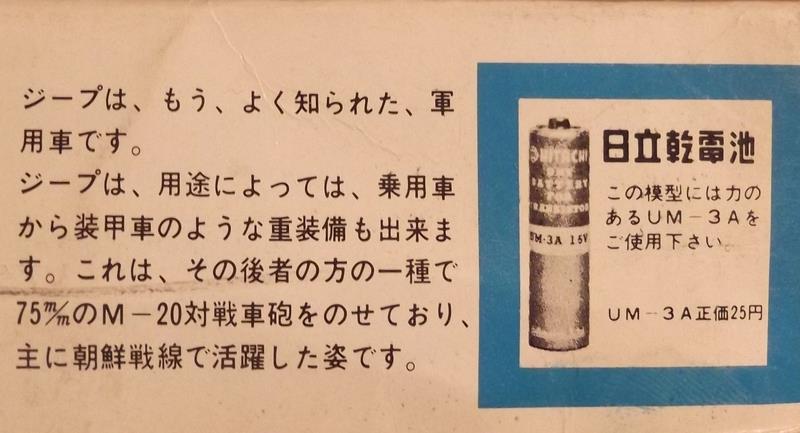 ジープは、もう、よく知られた、軍
用車です。
ジープは、用途によっては、乗用車
から装甲車のような重装備も出来ま
す。これは、その後者の方の一種で
75m/mのM−20対戦車砲をのせており、
主に朝鮮戦線で活躍した姿です。
日立乾電池
この模型には力の
あるUM−3Aを
ご使用下さい。
UM−3A正価25円
HITACHI
UM-3A 1.5V